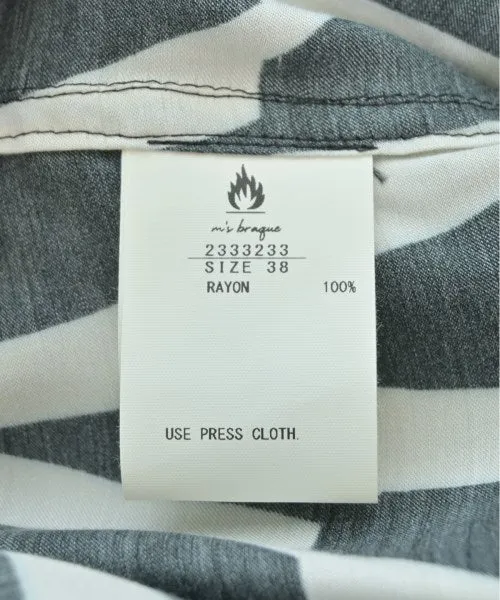 m's braque
2333233
SIZE 38
RAYON 100%
USE PRESS CLOTH.